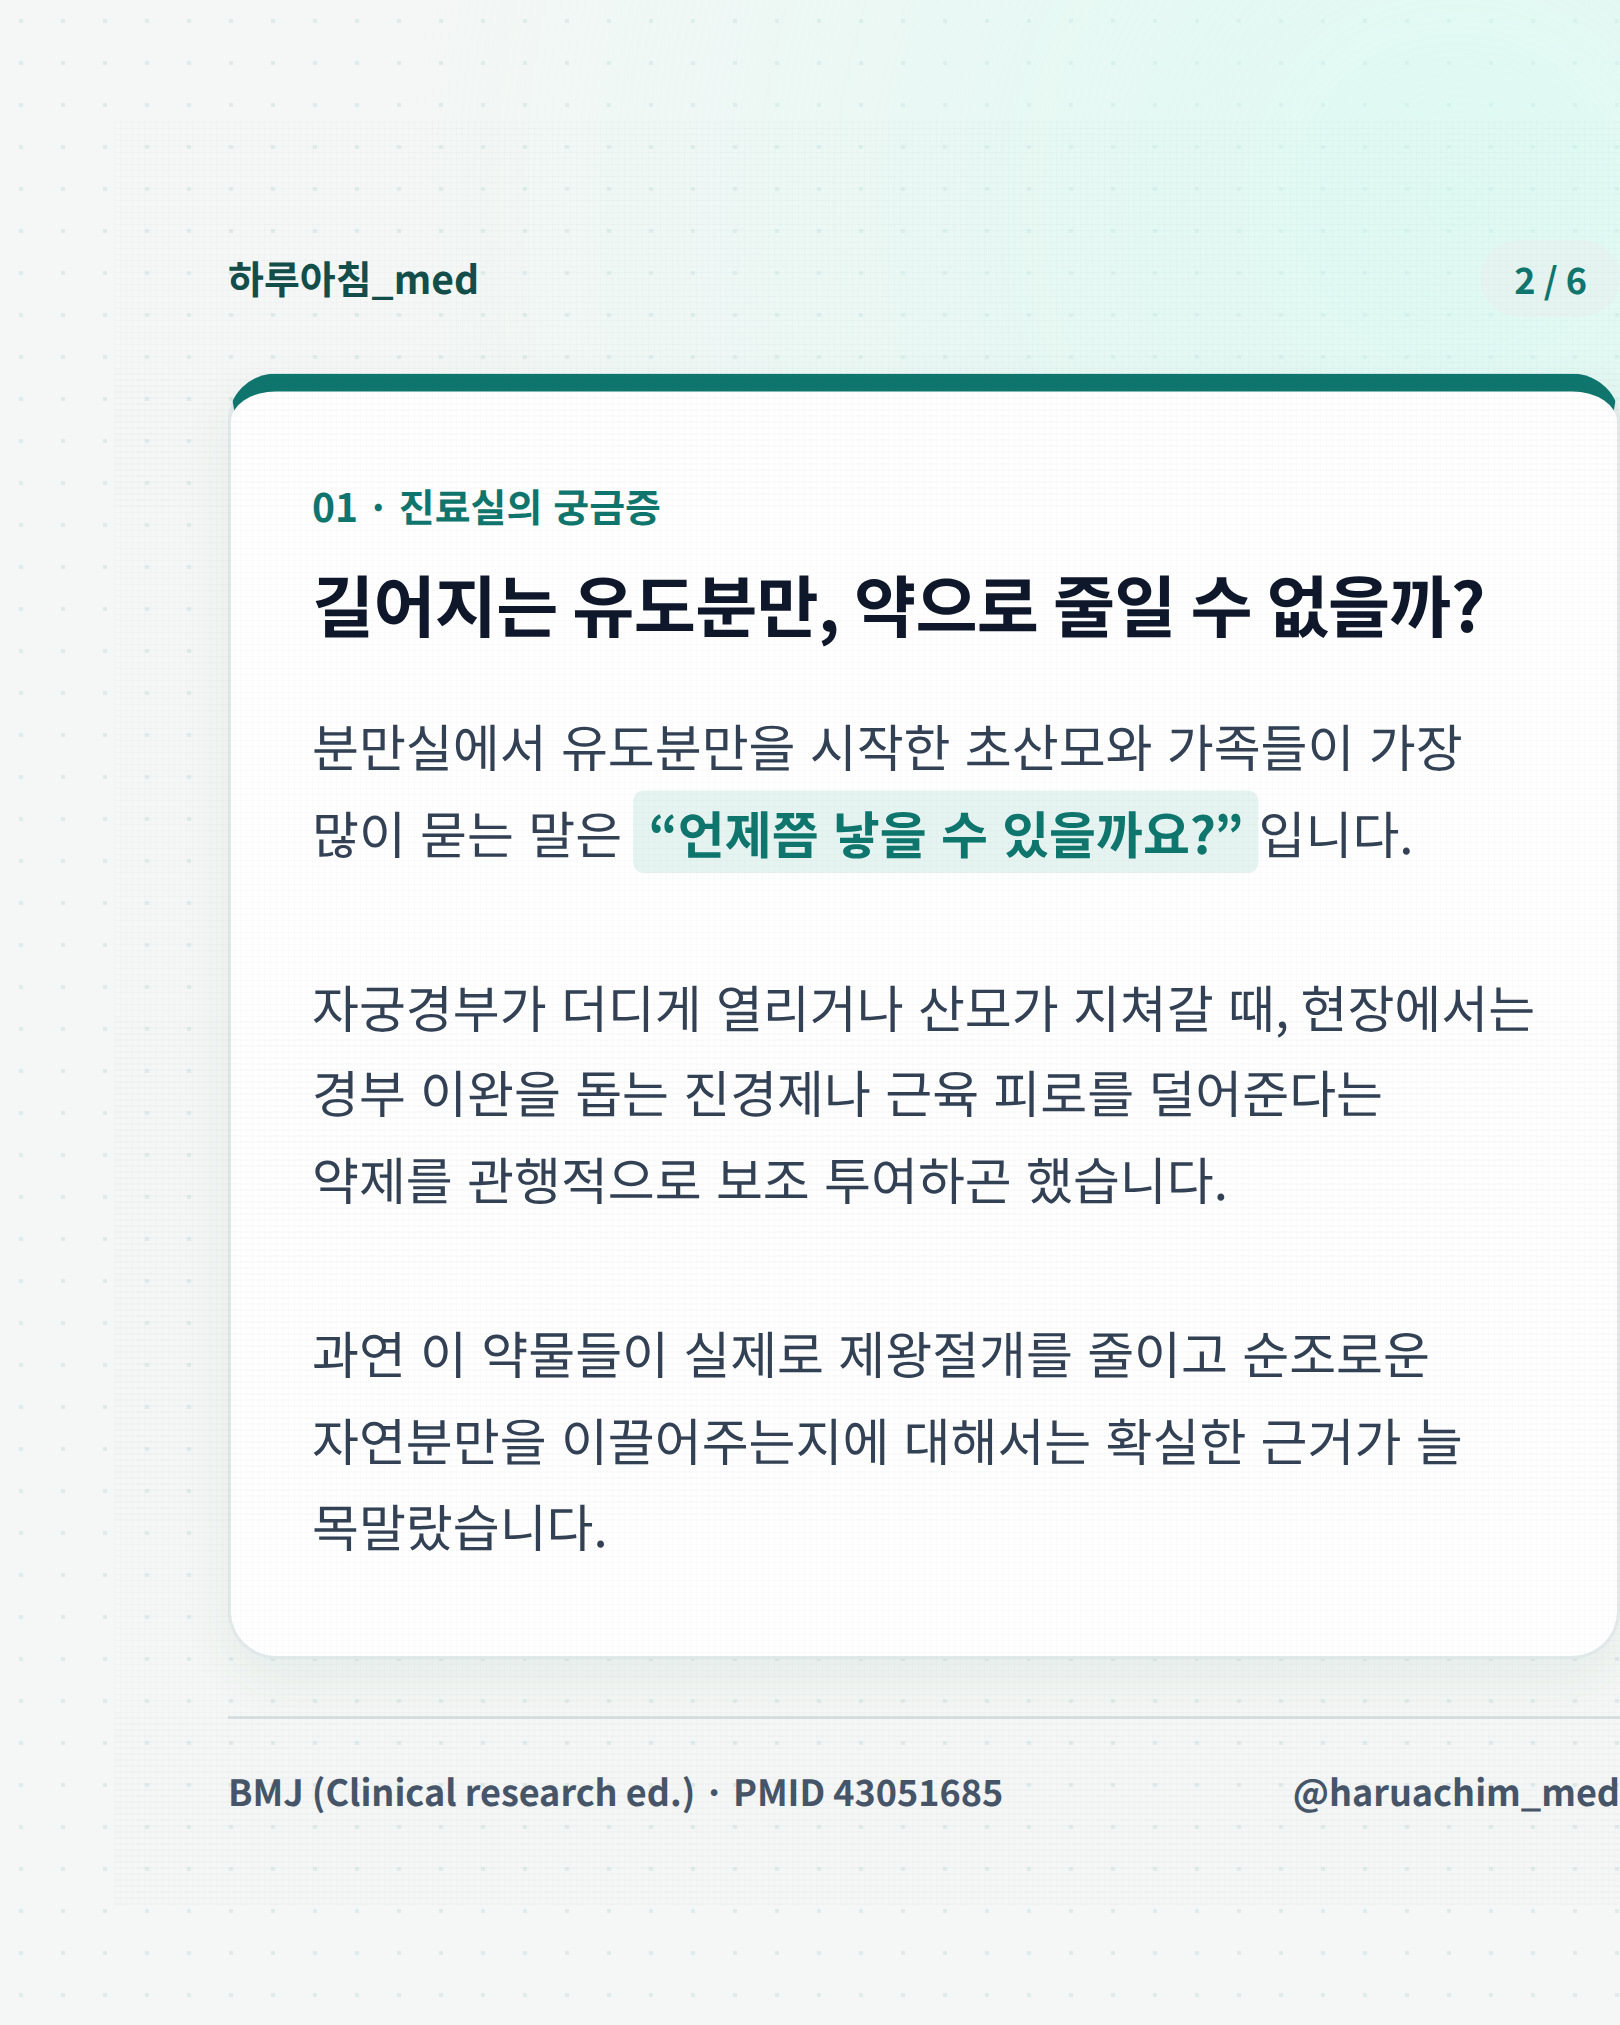 하루아침_med
2 / 6
01 · 진료실의 궁금증
길어지는 유도분만, 약으로 줄일 수 없을까?
분만실에서 유도분만을 시작한 초산모와 가족들이 가장
많이 묻는 말은 “언제쯤 낳을 수 있을까요?”입니다.
자궁경부가 더디게 열리거나 산모가 지쳐갈 때, 현장에서는
경부 이완을 돕는 진경제나 근육 피로를 덜어준다는
약제를 관행적으로 보조 투여하곤 했습니다.
과연 이 약물들이 실제로 제왕절개를 줄이고 순조로운
자연분만을 이끌어주는지에 대해서는 확실한 근거가 늘
목말랐습니다.
BMJ (Clinical research ed.) · PMID 43051685
@haruachim_med